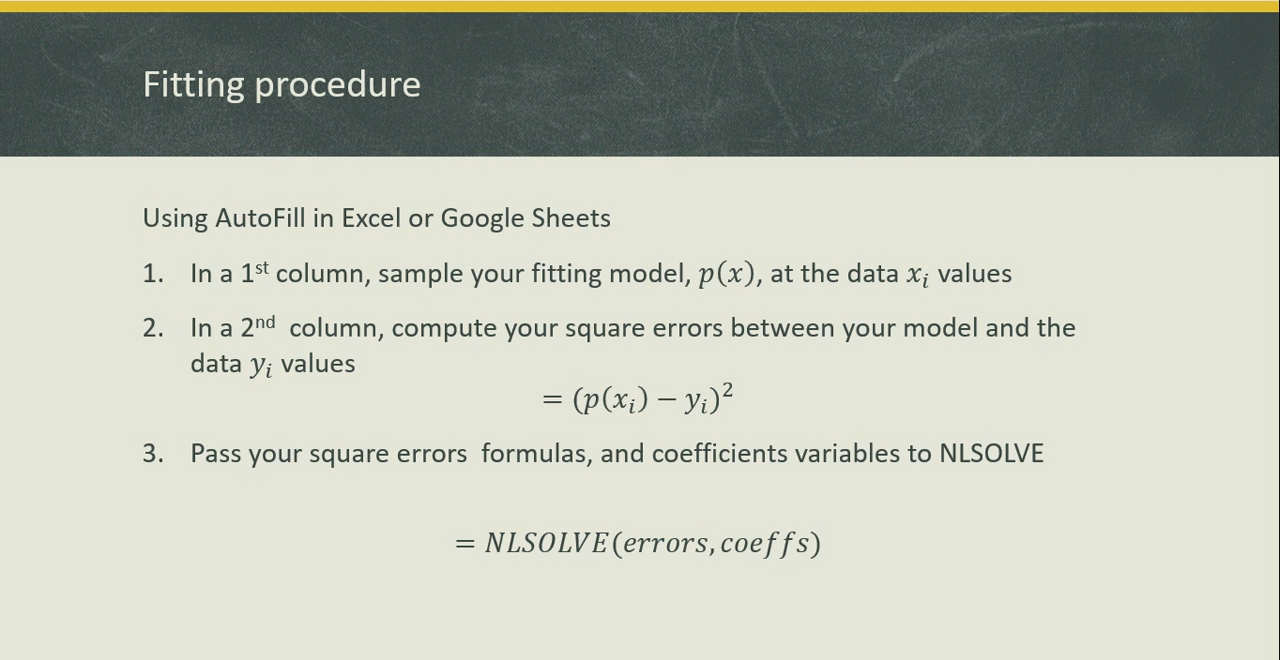 Fitting procedure
Using AutoFill in Excel or Google Sheets
1. In a 1st column, sample your fitting model, p(x), at the data xᵢ values
2. In a 2nd column, compute your square errors between your model and the
data yᵢ values
= (p(xᵢ) − yᵢ)²
3. Pass your square errors formulas, and coefficients variables to NLSOLVE
= NLSOLVE(errors, coeffs)